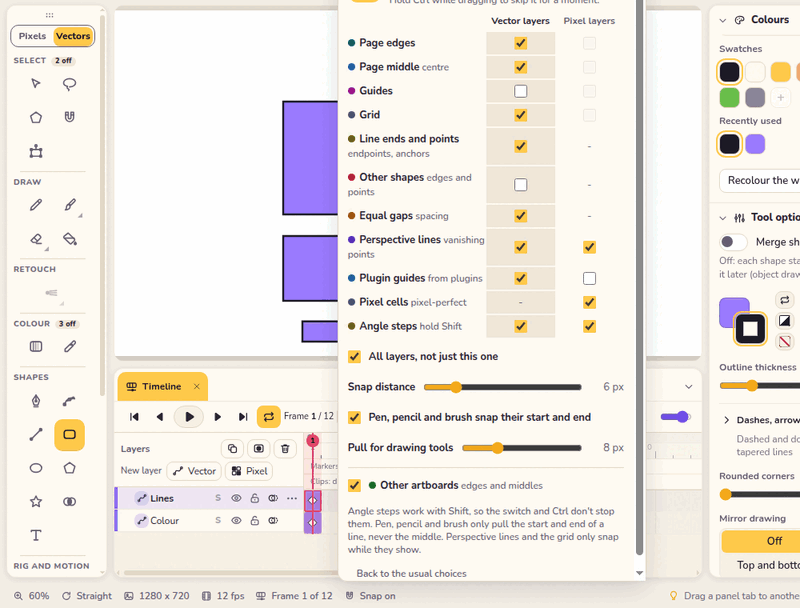 Pixels Vectors
SELECT 2 off
DRAW
RETOUCH
COLOUR 3 off
SHAPES
RIG AND MOTION
Hold Ctrl while dragging to skip it for a moment.
Vector layers Pixel layers
Page edges
Page middle centre
Guides
Grid
Line ends and points
endpoints, anchors
-
Other shapes edges and
points
-
Equal gaps spacing -
Perspective lines vanishing
points
Plugin guides from plugins
Pixel cells pixel-perfect -
Angle steps hold Shift
All layers, not just this one
Snap distance 6 px
Pen, pencil and brush snap their start and end
Pull for drawing tools 8 px
Other artboards edges and middles
Angle steps work with Shift, so the switch and Ctrl don't stop
them. Pen, pencil and brush only pull the start and end of a
line, never the middle. Perspective lines and the grid only snap
while they show.
Back to the usual choices
Timeline ×
Frame 1 / 12
Layers
New layer Vector Pixel
1
Markers
Clips: d
0
Lines S ...
Colour S
Colours
Swatches
+
Recently used
Recolour the w
Tool optio
Merge sh
Off: each shape sta
it later (object draw
Outline thickness
Dashes, arrow
Dashed and do
tapered lines
Rounded corners
Mirror drawing
Off
Top and botto
60% Straight 1280 x 720 12 fps Frame 1 of 12 Snap on Drag a panel tab to anothe